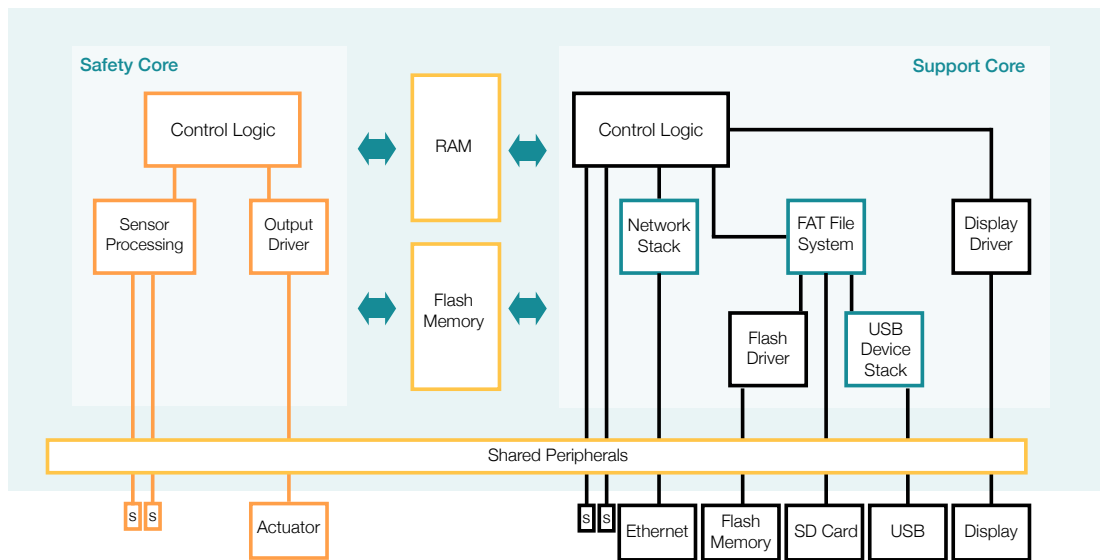 Safety Core
Support Core
Control Logic
RAM
Control Logic
Sensor
Processing
Output
Driver
Network
Stack
FAT File
System
Display
Driver
Flash
Memory
Flash
Driver
USB
Device
Stack
Shared Peripherals
S
S
Actuator
S
S
Ethernet
Flash
Memory
SD Card
USB
Display